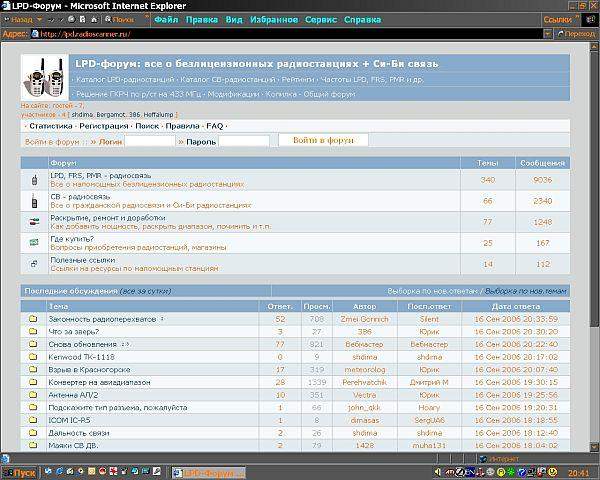 LPD-Форум - Microsoft Internet Explorer
Назад Поиск Файл Правка Вид Избранное Сервис Справка Ссылки »
Адрес: http://lpd.radioscanner.ru/ Переход
LPD-форум: все о безлицензионных радиостанциях + Си-Би связь
· Каталог LPD-радиостанций · Каталог СВ-радиостанций · Рейтинги · Частоты LPD, FRS, PMR и др.
· Решение ГКРЧ по р/ст на 433 МГц · Модификации · Копилка · Общий форум
На сайте: гостей - 7,
участников - 4 [ shdima, Bergamot, 386, Heffalump ]
· Статистика · Регистрация · Поиск · Правила · FAQ ·
Войти в форум :: » Логин » Пароль Войти в форум
Форум Темы Сообщения
LPD, FRS, PMR - радиосвязь 340 9036
Все о маломощных безлицензионных радиостанциях
СВ - радиосвязь 66 2340
Все о гражданской радиосвязи и Си-Би радиостанциях
Раскрытие, ремонт и доработки 77 1248
Как добавить мощность, раскрыть диапазон, починить и т.п.
Где купить? 25 167
Вопросы приобретения радиостанций, магазины
Полезные ссылки 14 112
Ссылки на ресурсы по маломощным станциям
Последние обсуждения (все за сутки) Выборка по нов.ответам / Выборка по нов.темам
Тема Ответ. Просм. Автор Посл.ответ Дата ответа
Законность радиоперехватов 52 708 Zmei Gorinich Silent 16 Сен 2006 20:33:59
Что за зверь? 3 27 386 Юрик 16 Сен 2006 20:30:20
Снова обновления 77 821 Вебмастер Вебмастер 16 Сен 2006 20:22:40
Kenwood TK-1118 0 9 shdima shdima 16 Сен 2006 20:17:02
Взрыв в Красногорске 17 319 meteorolog Юрик 16 Сен 2006 20:07:40
Конвертер на авиадиапазон 28 1339 Perehvatchik Дмитрий М 16 Сен 2006 19:30:15
Антенна АЛ/2 10 351 Vectra Юрик 16 Сен 2006 19:25:56
Подскажите тип разъема, пожалуйста 1 66 john_qkk Hoary 16 Сен 2006 19:20:31
ICOM IC-R5 1 8 dimasas SergUA6 16 Сен 2006 18:18:55
Дальность связи 2 26 shdima shdima 16 Сен 2006 18:12:40
Маяки СВ ДВ. 2 79 1428 muha131 16 Сен 2006 18:04:02
Интернет
Пуск LPD-Форум ... EN 20:41